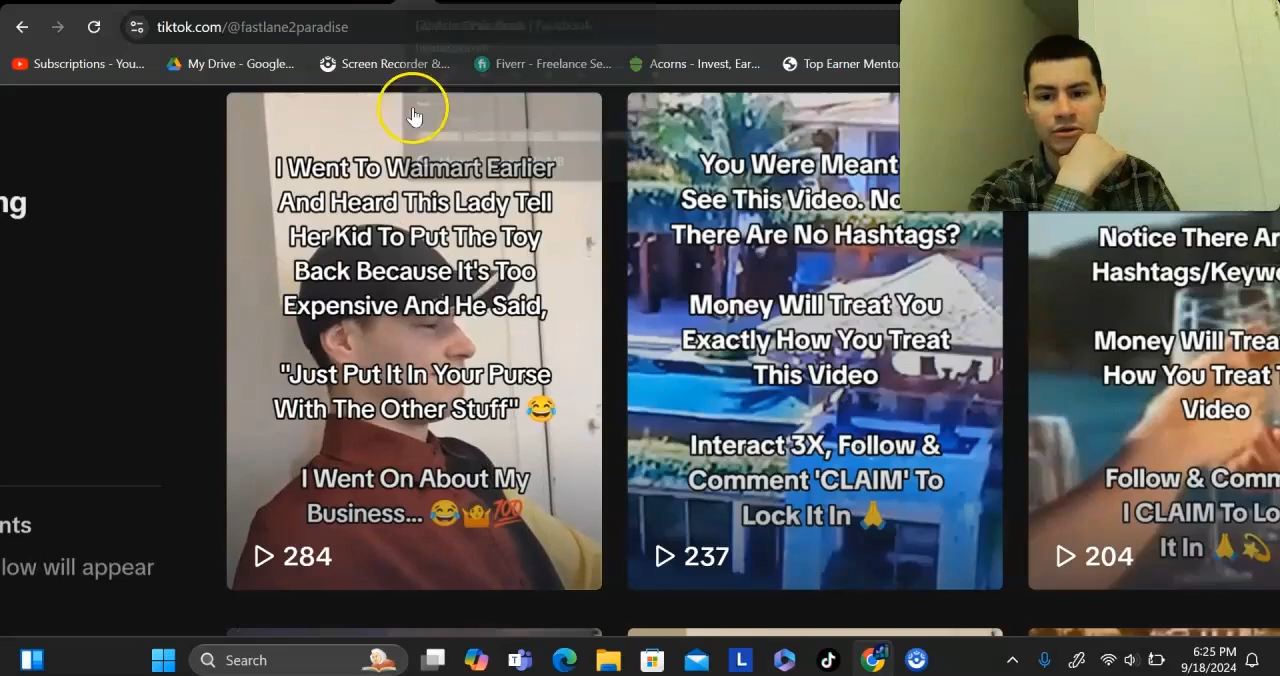 tiktok.com/@fastlane2paradise
Subscriptions - You...
My Drive - Google...
Screen Recorder &...
Fiverr - Freelance Se...
Acorns - Invest, Ear...
Top Earner Mento
ng
nts
low will appear
I Went To Walmart Earlier
And Heard This Lady Tell
Her Kid To Put The Toy
Back Because It's Too
Expensive And He Said,
"Just Put It In Your Purse
With The Other Stuff" 😂
I Went On About My
Business... 😂🤷💯
284
You Were Meant
See This Video. No
There Are No Hashtags?
Money Will Treat You
Exactly How You Treat
This Video
Interact 3X, Follow &
Comment 'CLAIM' To
Lock It In 🙏
237
Notice There Ar
Hashtags/Keyw
Money Will Trea
How You Treat T
Video
Follow & Comm
I CLAIM To Lo
It In 🙏💫
204
Search
6:25 PM
9/18/2024